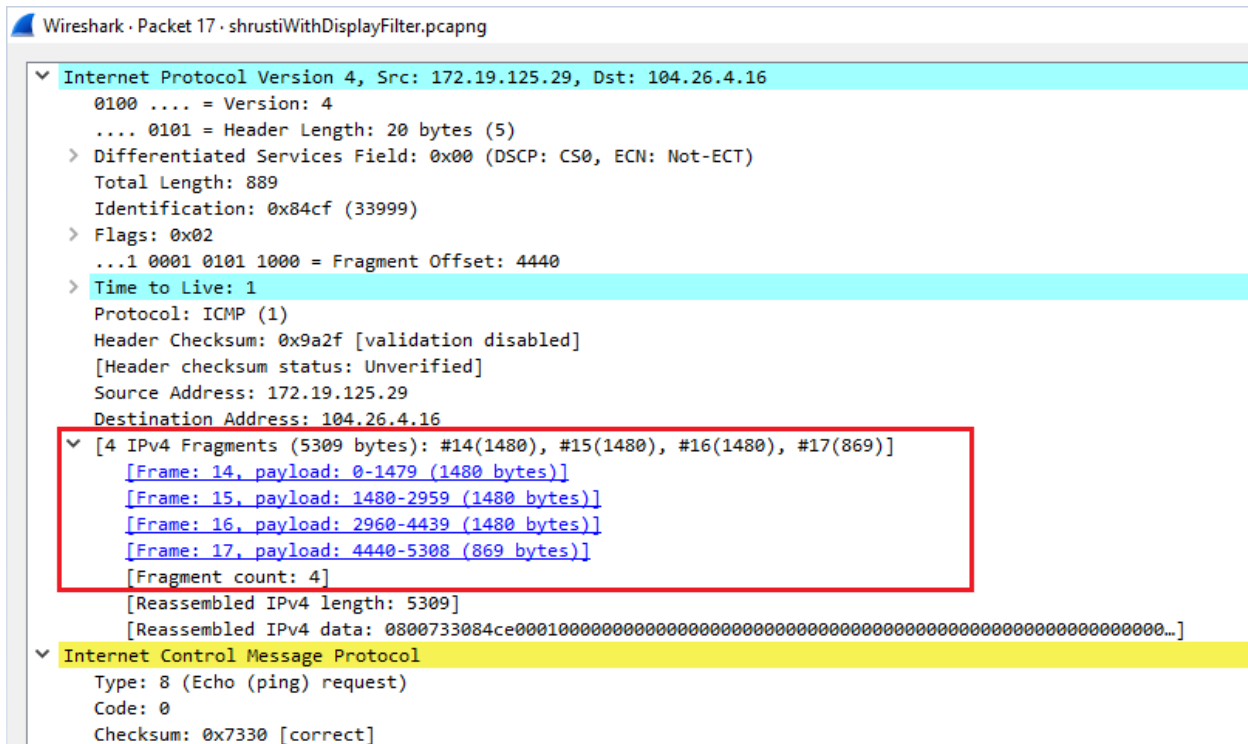 Wireshark · Packet 17 · shrustiWithDisplayFilter.pcapng
Internet Protocol Version 4, Src: 172.19.125.29, Dst: 104.26.4.16
0100 .... = Version: 4
.... 0101 = Header Length: 20 bytes (5)
Differentiated Services Field: 0x00 (DSCP: CS0, ECN: Not-ECT)
Total Length: 889
Identification: 0x84cf (33999)
Flags: 0x02
...1 0001 0101 1000 = Fragment Offset: 4440
Time to Live: 1
Protocol: ICMP (1)
Header Checksum: 0x9a2f [validation disabled]
[Header checksum status: Unverified]
Source Address: 172.19.125.29
Destination Address: 104.26.4.16
[4 IPv4 Fragments (5309 bytes): #14(1480), #15(1480), #16(1480), #17(869)]
[Frame: 14, payload: 0-1479 (1480 bytes)]
[Frame: 15, payload: 1480-2959 (1480 bytes)]
[Frame: 16, payload: 2960-4439 (1480 bytes)]
[Frame: 17, payload: 4440-5308 (869 bytes)]
[Fragment count: 4]
[Reassembled IPv4 length: 5309]
[Reassembled IPv4 data: 0800733084ce000100000000000000000000000000000000000000000000000000000000…]
Internet Control Message Protocol
Type: 8 (Echo (ping) request)
Code: 0
Checksum: 0x7330 [correct]